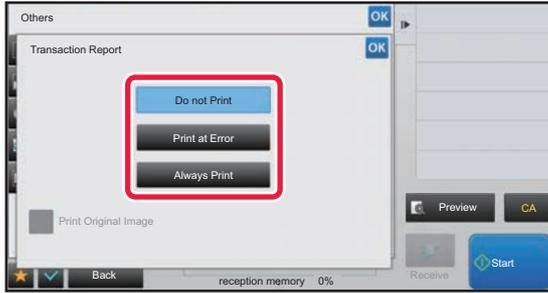 Others
OK
Transaction Report
OK
Do not Print
Print at Error
Always Print
Print Original Image
Preview
CA
Start
Receive
Back
reception memory 0%